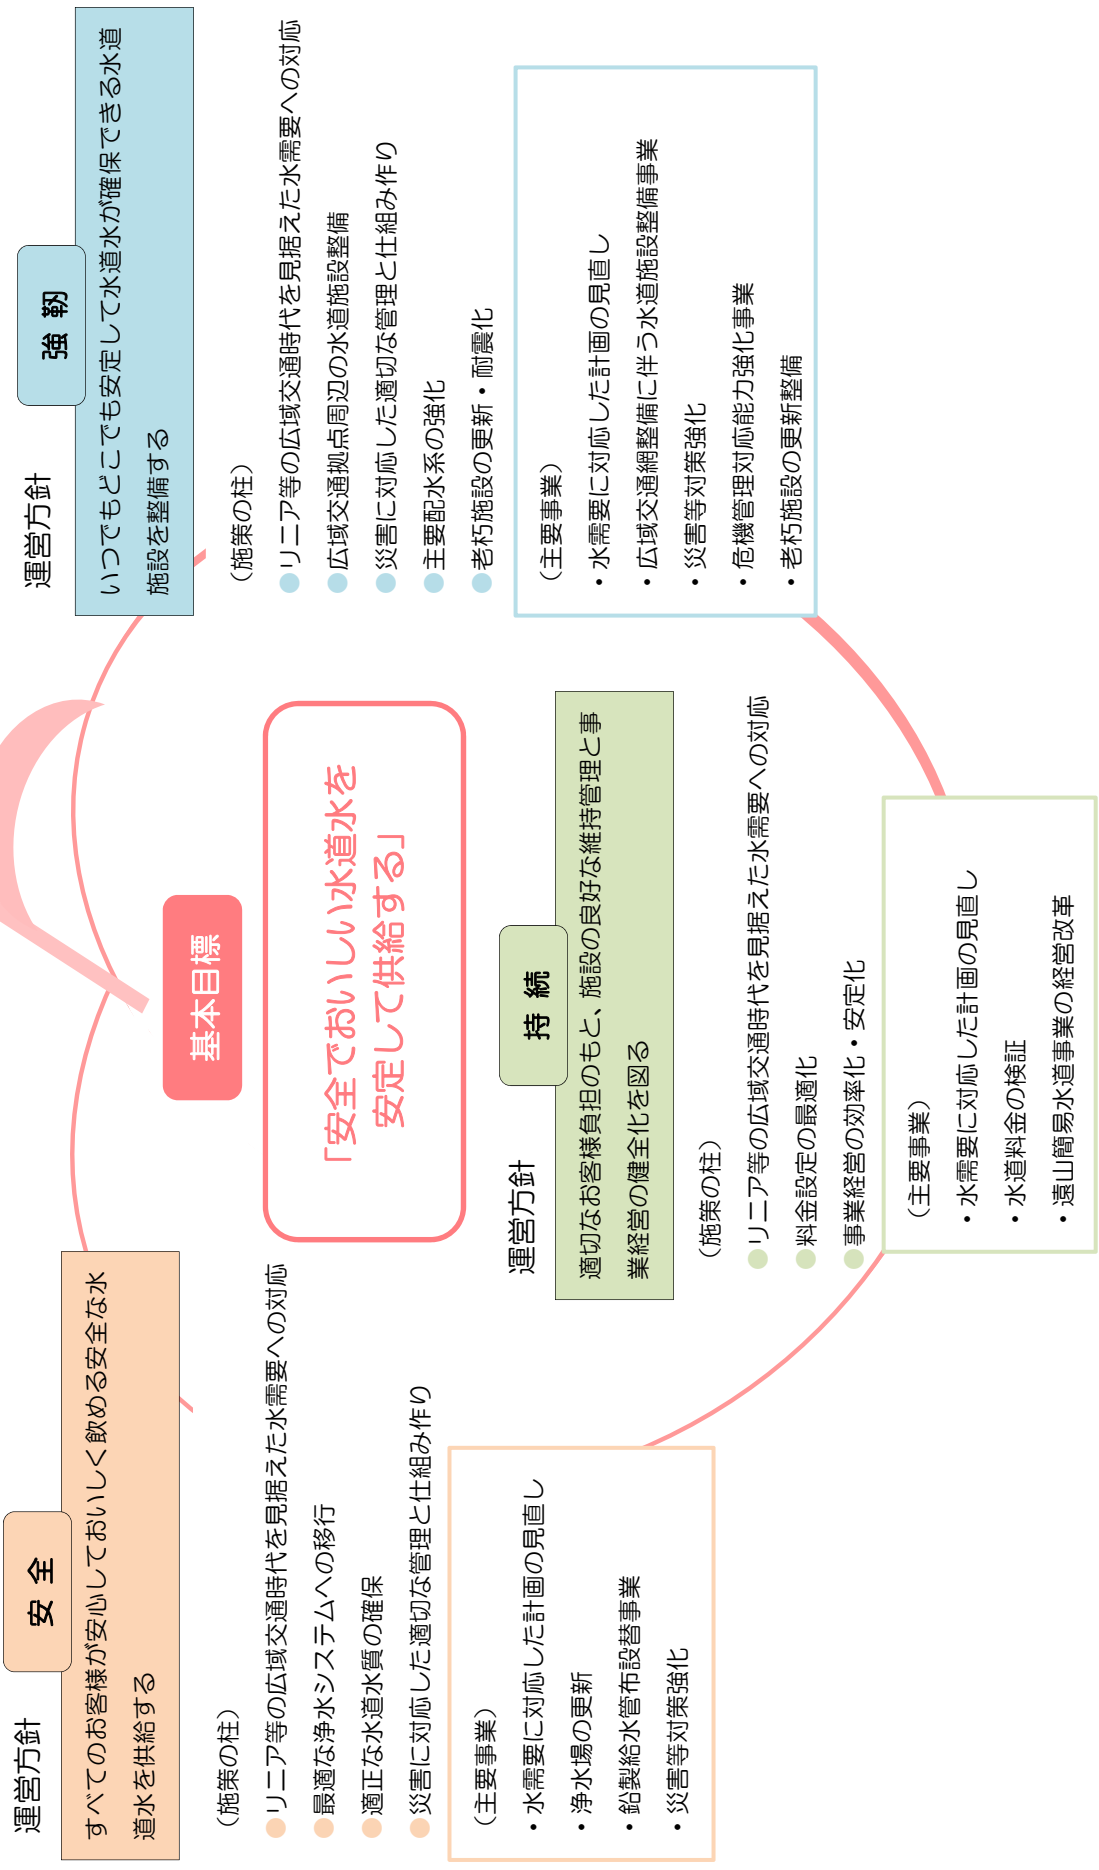 運営方針
安 全
すべてのお客様が安心しておいしく飲める安全な水
道水を供給する
（施策の柱）
●リニア等の広域交通時代を見据えた水需要への対応
●最適な浄水システムへの移行
●適正な水道水質の確保
●災害に対応した適切な管理と仕組み作り
（主要事業）
・水需要に対応した計画の見直し
・浄水場の更新
・鉛製給水管布設替事業
・災害等対策強化
基本目標
「安全でおいしい水道水を
安定して供給する」
運営方針
持 続
適切なお客様負担のもと、施設の良好な維持管理と事
業経営の健全化を図る
（施策の柱）
●リニア等の広域交通時代を見据えた水需要への対応
●料金設定の最適化
●事業経営の効率化・安定化
（主要事業）
・水需要に対応した計画の見直し
・水道料金の検証
・遠山簡易水道事業の経営改革
運営方針
強 靭
いつでもどこでも安定して水道水が確保できる水道
施設を整備する
（施策の柱）
●リニア等の広域交通時代を見据えた水需要への対応
●広域交通拠点周辺の水道施設整備
●災害に対応した適切な管理と仕組み作り
●主要配水系の強化
●老朽施設の更新・耐震化
（主要事業）
・水需要に対応した計画の見直し
・広域交通網整備に伴う水道施設整備事業
・災害等対策強化
・危機管理対応能力強化事業
・老朽施設の更新整備